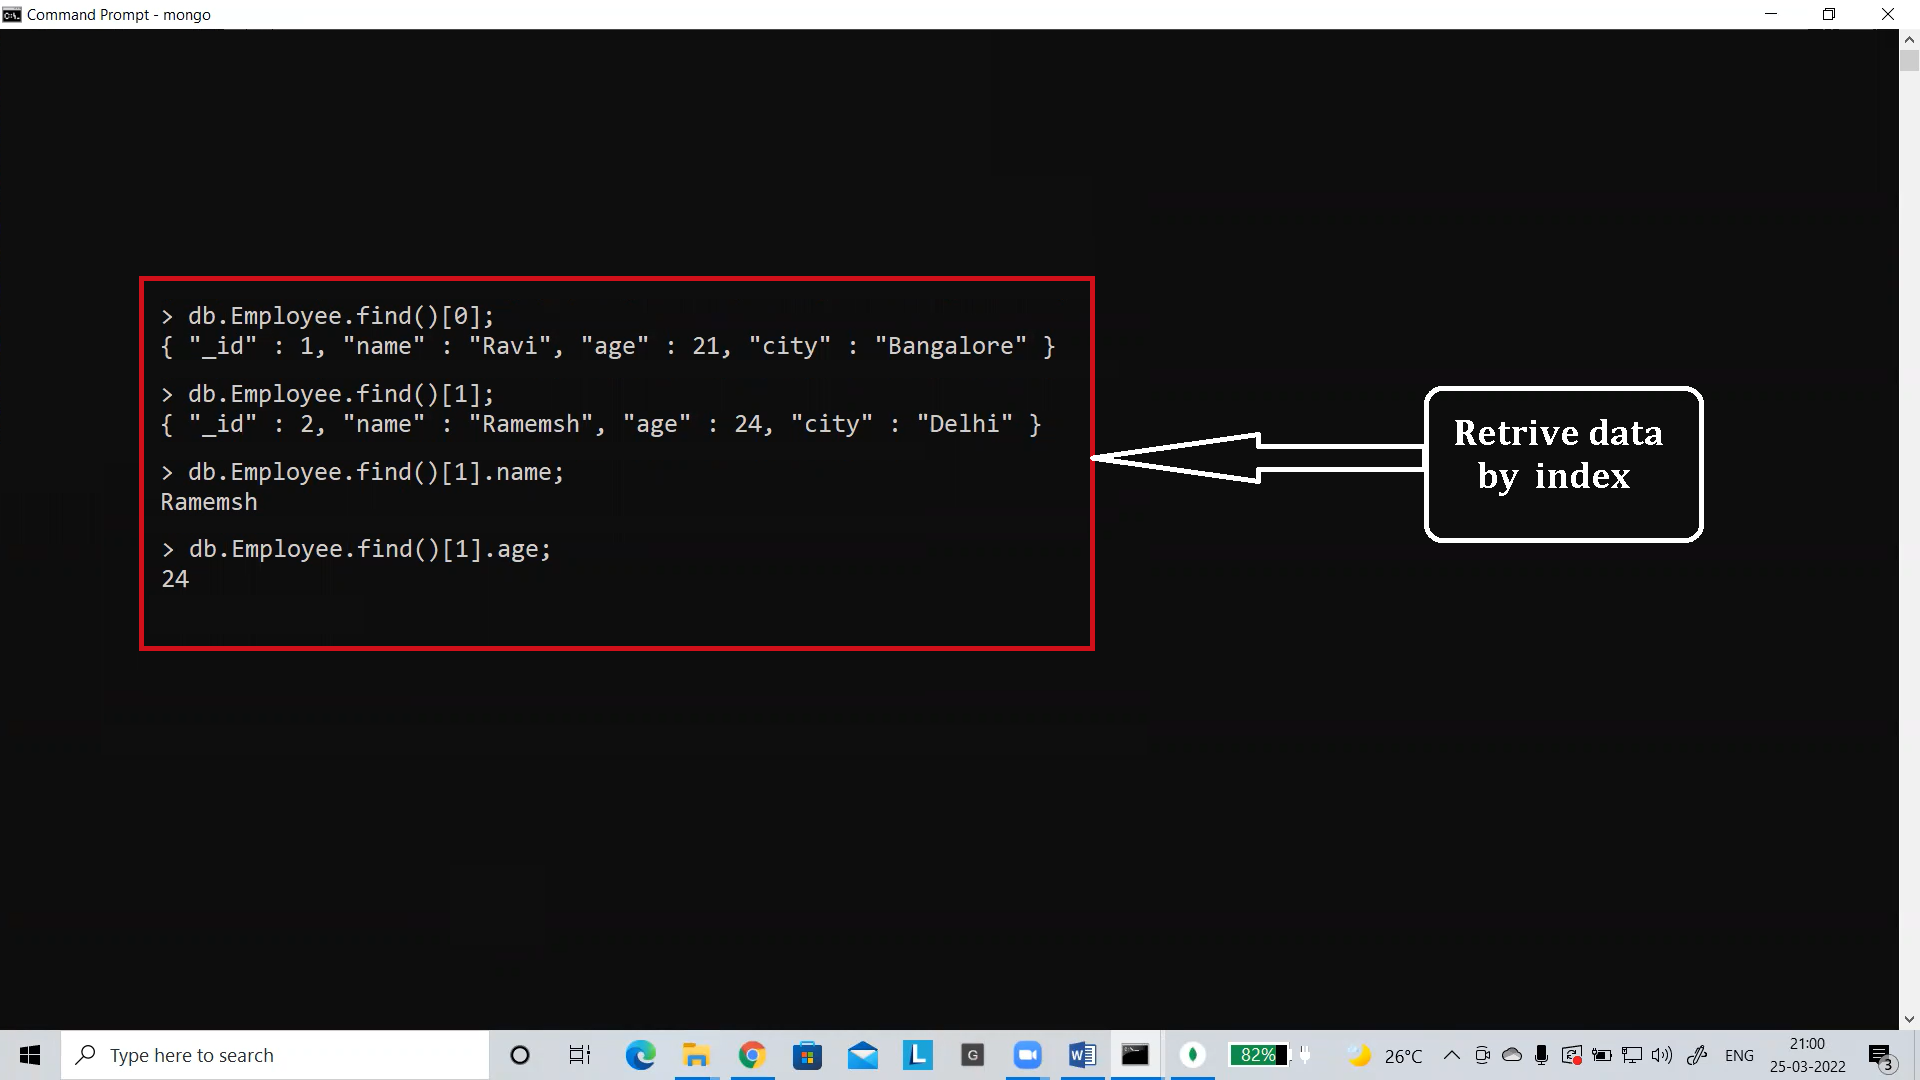 Command Prompt - mongo
> db.Employee.find()[0];
{ "_id" : 1, "name" : "Ravi", "age" : 21, "city" : "Bangalore" }
> db.Employee.find()[1];
{ "_id" : 2, "name" : "Ramemsh", "age" : 24, "city" : "Delhi" }
> db.Employee.find()[1].name;
Ramemsh
> db.Employee.find()[1].age;
24
Retrive data
by index
Type here to search
L
G
W
82%
26°C
ENG
21:00
25-03-2022
3